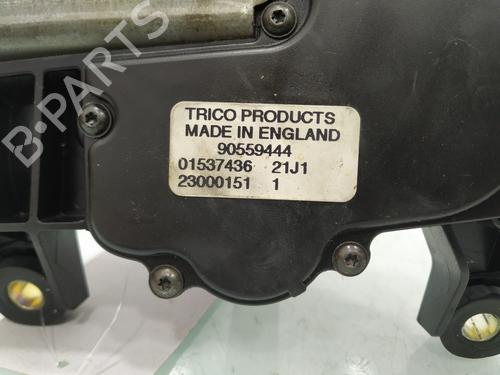 B-PARTS
TRICO PRODUCTS
MADE IN ENGLAND
90559444
01537436 21J1
23000151 1